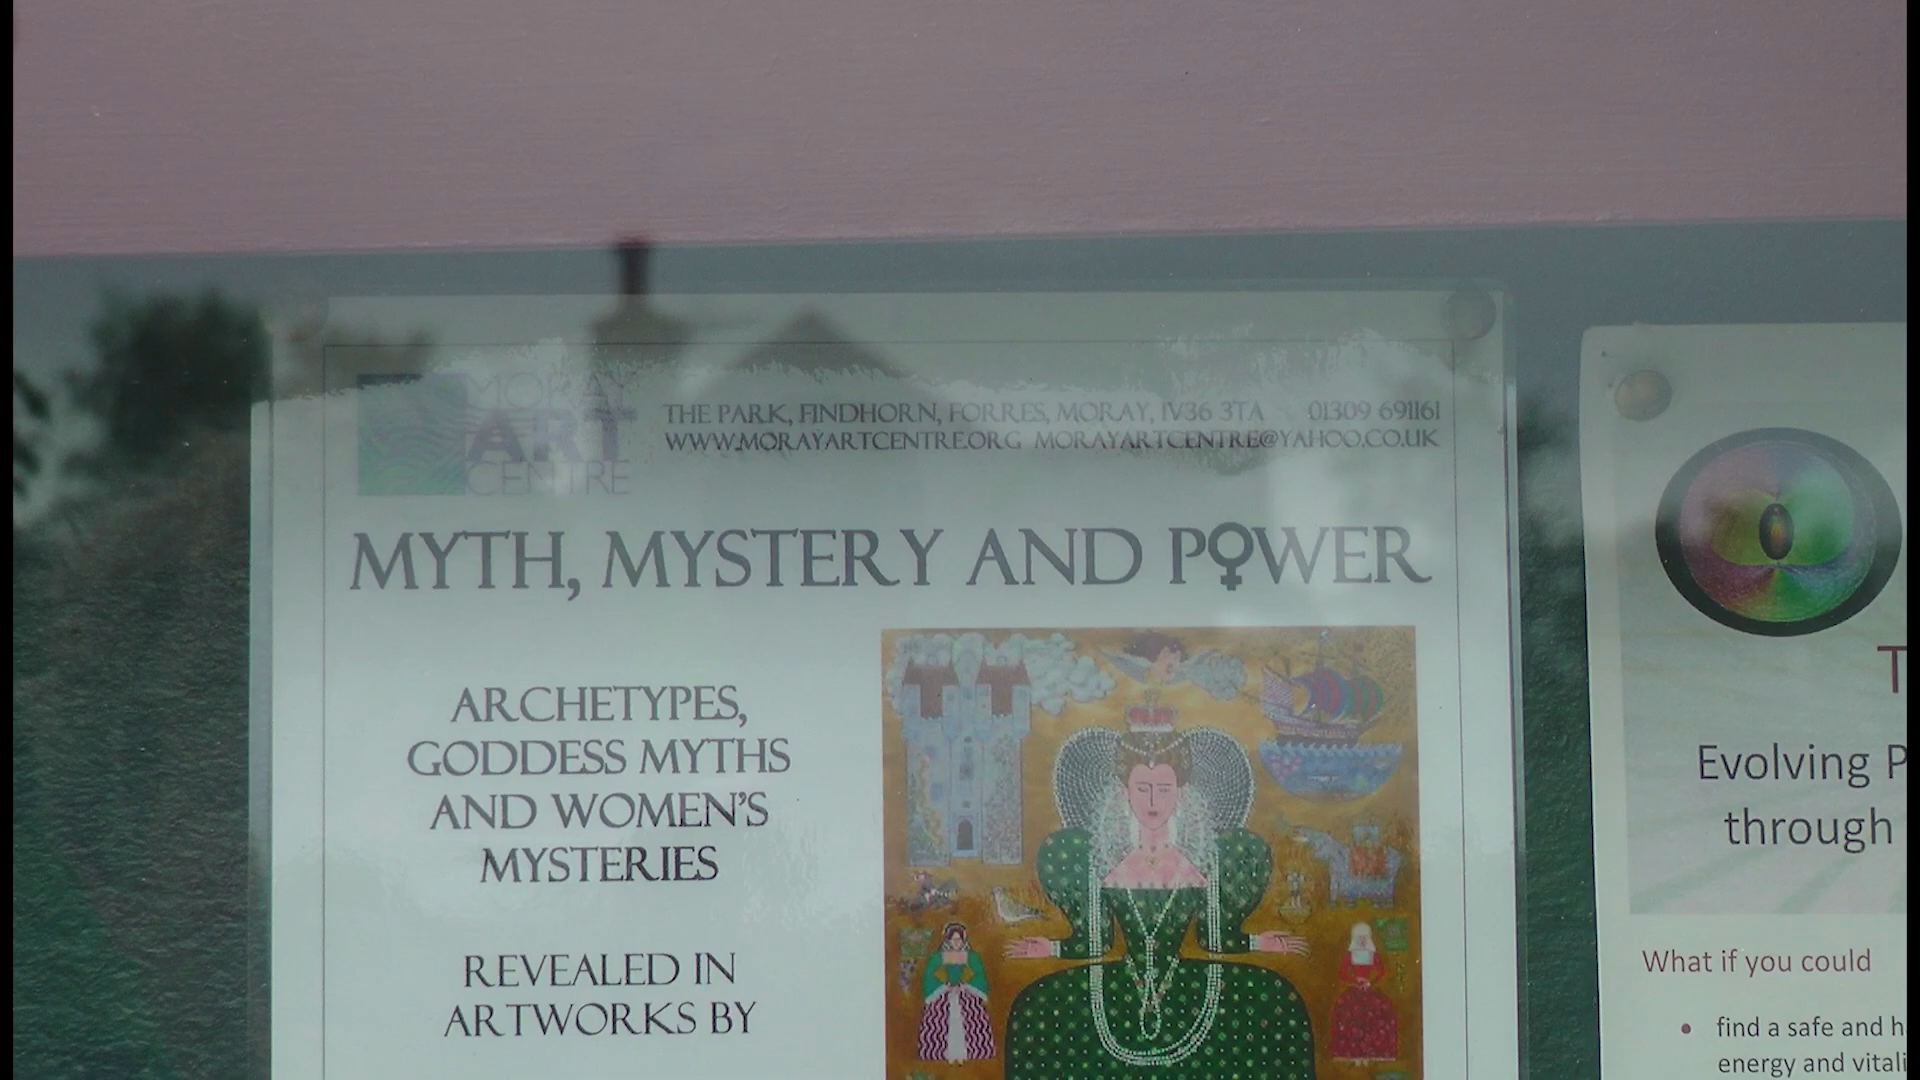 MORAY
ART
CENTRE
THE PARK, FINDHORN, FORRES, MORAY, IV36 3TA 01309 691161
WWW.MORAYARTCENTRE.ORG MORAYARTCENTRE@YAHOO.CO.UK
MYTH, MYSTERY AND POWER
ARCHETYPES,
GODDESS MYTHS
AND WOMEN'S
MYSTERIES
REVEALED IN
ARTWORKS BY
T
Evolving P
through
What if you could
• find a safe and h
energy and vitali